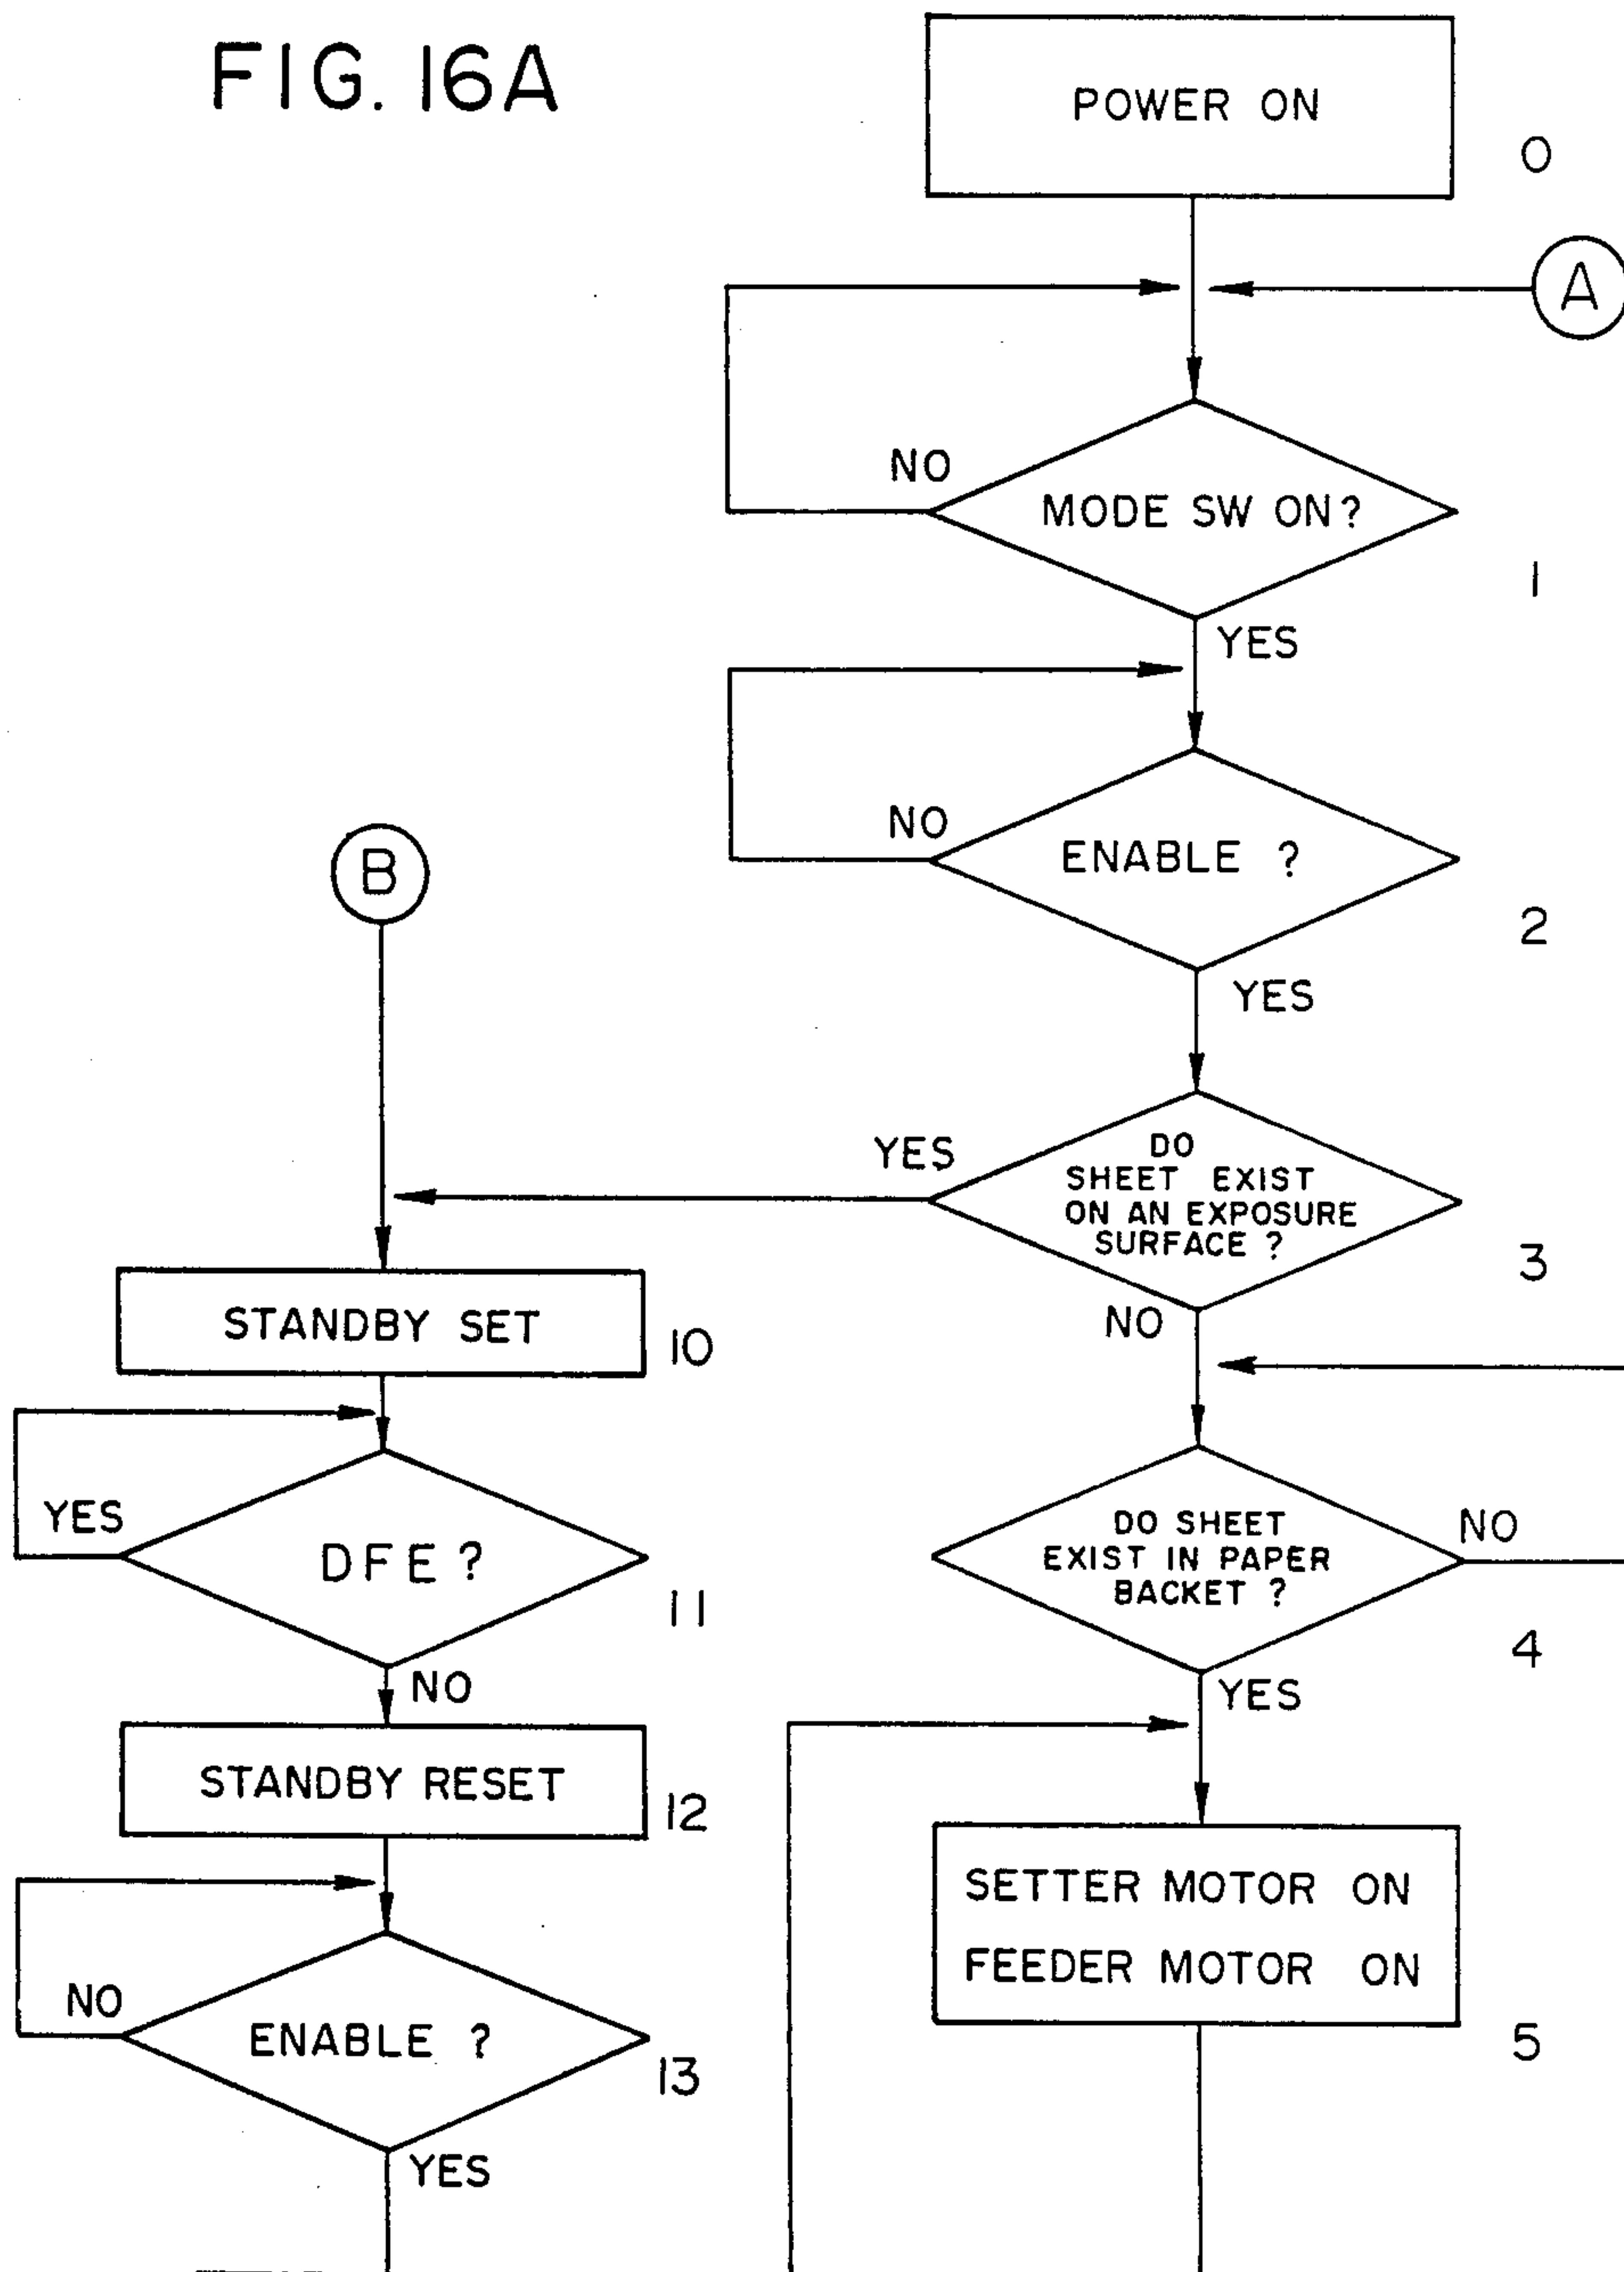 FIG. 16A
POWER ON
0
A
NO
MODE SW ON?
1
YES
NO
ENABLE ?
2
YES
B
YES
DO
SHEET EXIST
ON AN EXPOSURE
SURFACE ?
3
NO
STANDBY SET
10
YES
DFE ?
11
NO
DO SHEET
EXIST IN PAPER
BACKET ?
NO
4
YES
STANDBY RESET
12
SETTER MOTOR ON
FEEDER MOTOR ON
5
NO
ENABLE ?
13
YES